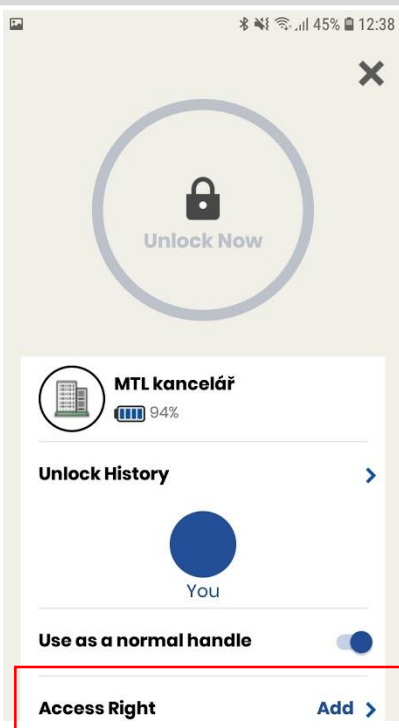 45% 12:38
Unlock Now
MTL kancelář
94%
Unlock History
You
Use as a normal handle
Access Right Add